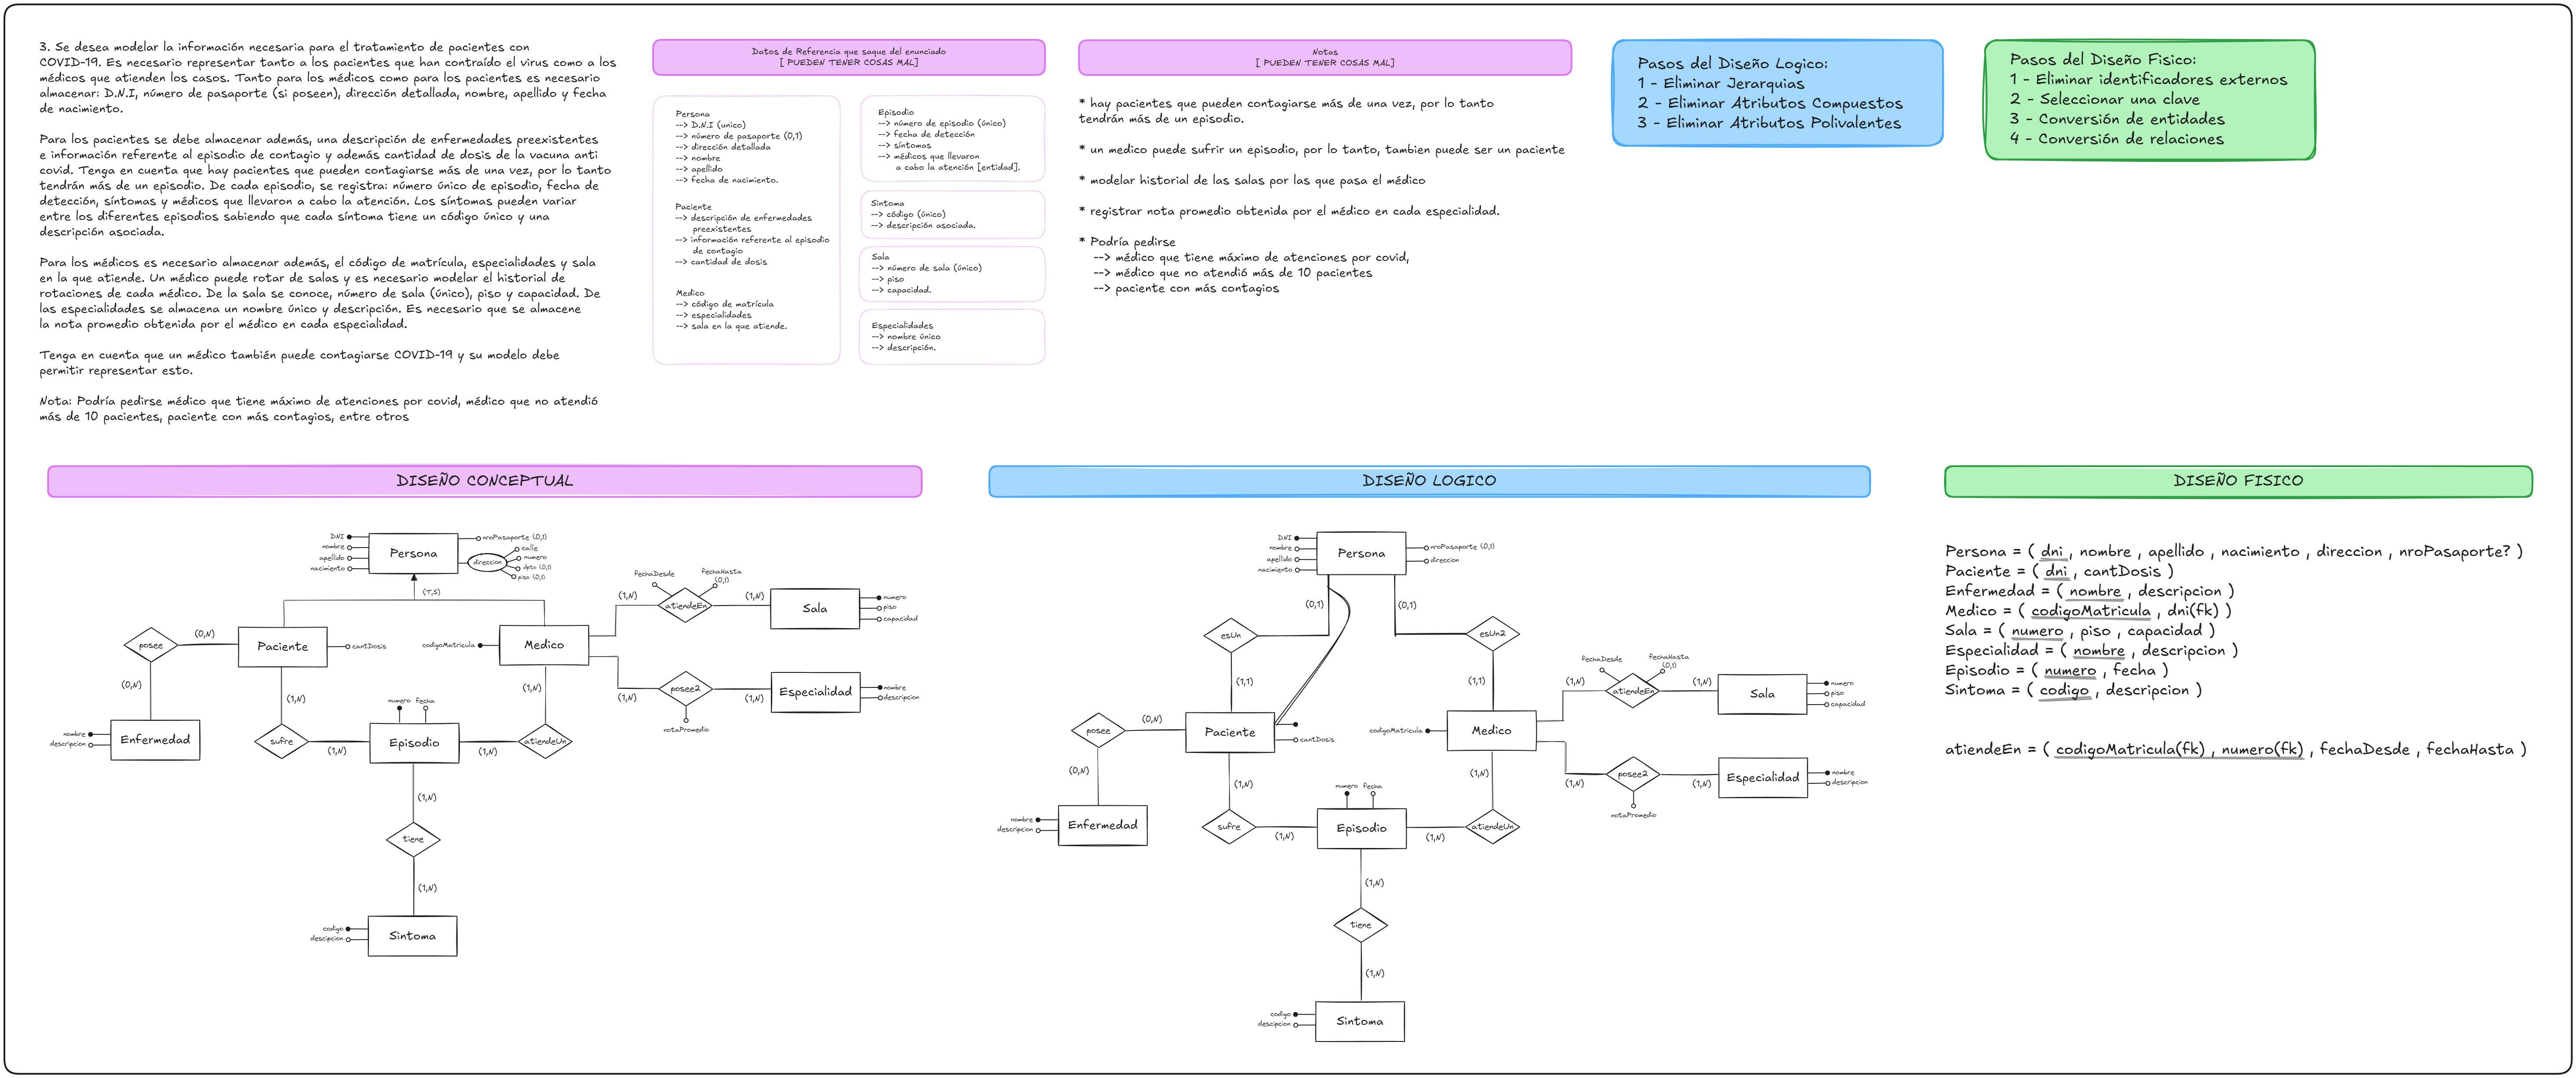 3. Se desea modelar la información necesaria para el tratamiento de pacientes con
COVID-19. Es necesario representar tanto a los pacientes que han contraído el virus como a los
médicos que atienden los casos. Tanto para los médicos como para los pacientes es necesario
almacenar: D.N.I, número de pasaporte (si poseen), dirección detallada, nombre, apellido y fecha
de nacimiento.
Para los pacientes se debe almacenar además, una descripción de enfermedades preexistentes
e información referente al episodio de contagio y además cantidad de dosis de la vacuna anti
covid. Tenga en cuenta que hay pacientes que pueden contagiarse más de una vez, por lo tanto
tendrán más de un episodio. De cada episodio, se registra: número único de episodio, fecha de
detección, síntomas y médicos que llevaron a cabo la atención. Los síntomas pueden variar
entre los diferentes episodios sabiendo que cada síntoma tiene un código único y una
descripción asociada.
Para los médicos es necesario almacenar además, el código de matrícula, especialidades y sala
en la que atiende. Un médico puede rotar de salas y es necesario modelar el historial de
rotaciones de cada médico. De la sala se conoce, número de sala (único), piso y capacidad. De
las especialidades se almacena un nombre único y descripción. Es necesario que se almacene
la nota promedio obtenida por el médico en cada especialidad.
Tenga en cuenta que un médico también puede contagiarse COVID-19 y su modelo debe
permitir representar esto.
Nota: Podría pedirse médico que tiene máximo de atenciones por covid, médico que no atendió
más de 10 pacientes, paciente con más contagios, entre otros
Datos de Referencia que saque del enunciado
[ PUEDEN TENER COSAS MAL]
Persona
--> D.N.I (unico)
--> número de pasaporte (0,1)
--> dirección detallada
--> nombre
--> apellido
--> fecha de nacimiento.
Paciente
--> descripción de enfermedades
preexistentes
--> información referente al episodio
de contagio
--> cantidad de dosis
Medico
--> código de matrícula
--> especialidades
--> sala en la que atiende.
Episodio
--> número de episodio (único)
--> fecha de detección
--> síntomas
--> médicos que llevaron
a cabo la atención [entidad].
Sintoma
--> código (único)
--> descripción asociada.
Sala
--> número de sala (único)
--> piso
--> capacidad.
Especialidades
--> nombre único
--> descripción.
Notas
[ PUEDEN TENER COSAS MAL]
* hay pacientes que pueden contagiarse más de una vez, por lo tanto
tendrán más de un episodio.
* un medico puede sufrir un episodio, por lo tanto, tambien puede ser un paciente
* modelar historial de las salas por las que pasa el médico
* registrar nota promedio obtenida por el médico en cada especialidad.
* Podría pedirse
--> médico que tiene máximo de atenciones por covid,
--> médico que no atendió más de 10 pacientes
--> paciente con más contagios
Pasos del Diseño Logico:
1 - Eliminar Jerarquias
2 - Eliminar Atributos Compuestos
3 - Eliminar Atributos Polivalentes
Pasos del Diseño Fisico:
1 - Eliminar identificadores externos
2 - Seleccionar una clave
3 - Conversión de entidades
4 - Conversión de relaciones
DISEÑO CONCEPTUAL
DNI
nombre
apellido
nacimiento
Persona
nroPasaporte (0,1)
direccion
calle
numero
dpto (0,1)
piso (0,1)
(T,S)
posee
(0,N)
Paciente
cantDosis
codigoMatricula
Medico
(1,N)
fechaDesde
fechaHasta
(0,1)
atiendeEn
(1,N)
Sala
numero
piso
capacidad
(0,N)
(1,N)
(1,N)
(1,N)
posee2
(1,N)
Especialidad
nombre
descripcion
notaPromedio
nombre
descripcion
Enfermedad
sufre
(1,N)
numero
fecha
Episodio
(1,N)
atiendeUn
(1,N)
tiene
(1,N)
codigo
descipcion
Sintoma
DISEÑO LOGICO
DNI
nombre
apellido
nacimiento
Persona
nroPasaporte (0,1)
direccion
(0,1)
(0,1)
esUn
esUn2
(1,1)
(1,1)
posee
(0,N)
Paciente
cantDosis
codigoMatricula
Medico
(1,N)
fechaDesde
fechaHasta
(0,1)
atiendeEn
(1,N)
Sala
numero
piso
capacidad
(0,N)
(1,N)
(1,N)
(1,N)
posee2
(1,N)
Especialidad
nombre
descripcion
notaPromedio
nombre
descripcion
Enfermedad
sufre
(1,N)
numero
fecha
Episodio
(1,N)
atiendeUn
(1,N)
tiene
(1,N)
codigo
descipcion
Sintoma
DISEÑO FISICO
Persona = ( dni , nombre , apellido , nacimiento , direccion , nroPasaporte? )
Paciente = ( dni , cantDosis )
Enfermedad = ( nombre , descripcion )
Medico = ( codigoMatricula , dni(fk) )
Sala = ( numero , piso , capacidad )
Especialidad = ( nombre , descripcion )
Episodio = ( numero , fecha )
Sintoma = ( codigo , descripcion )
atiendeEn = ( codigoMatricula(fk) , numero(fk) , fechaDesde , fechaHasta )